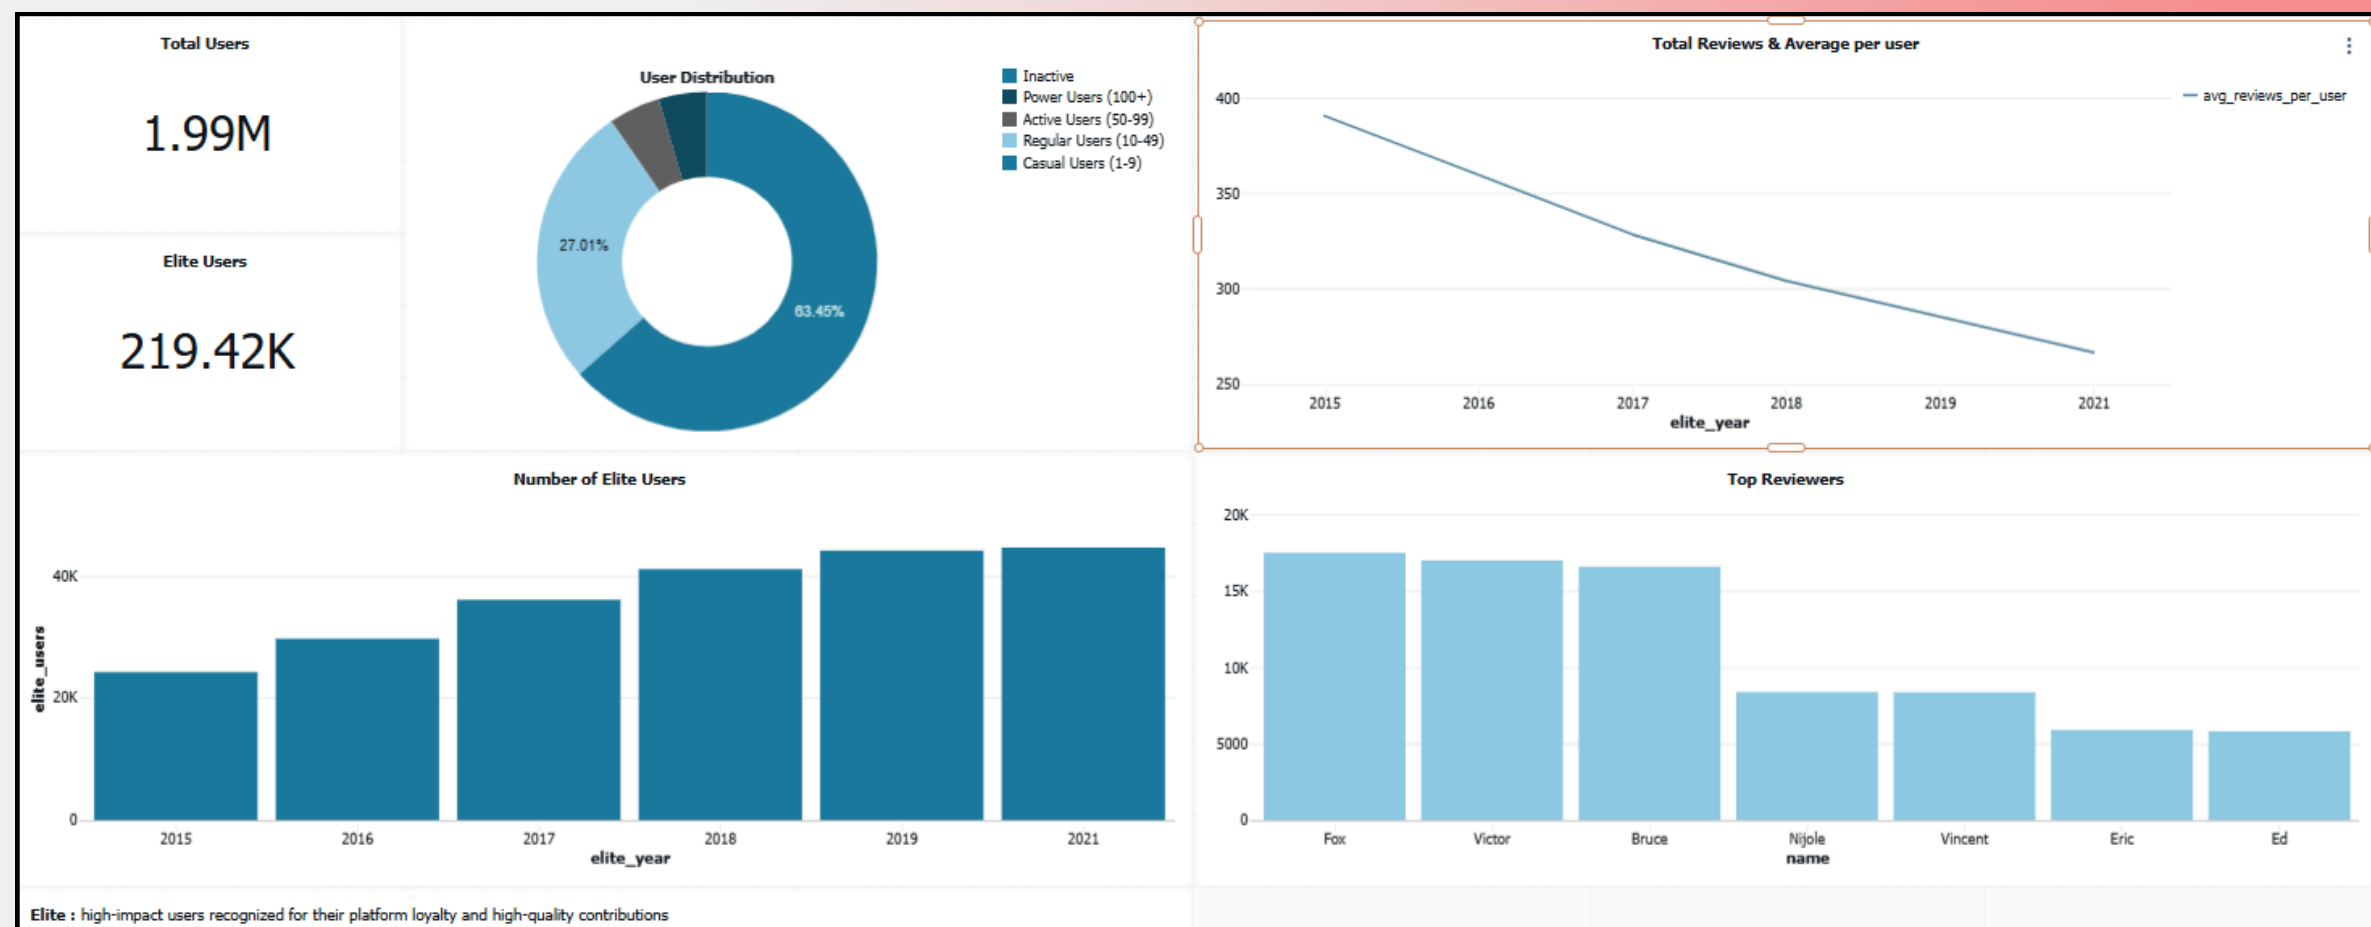 Total Users
1.99M
Elite Users
219.42K
User Distribution
Inactive
Power Users (100+)
Active Users (50-99)
Regular Users (10-49)
Casual Users (1-9)
27.01%
63.45%
Total Reviews & Average per user
avg_reviews_per_user
400
350
300
250
2015 2016 2017 2018 2019 2021
elite_year
Number of Elite Users
elite_users
40K
20K
0
2015 2016 2017 2018 2019 2021
elite_year
Top Reviewers
20K
15K
10K
5000
0
Fox Victor Bruce Nijole Vincent Eric Ed
name
Elite : high-impact users recognized for their platform loyalty and high-quality contributions